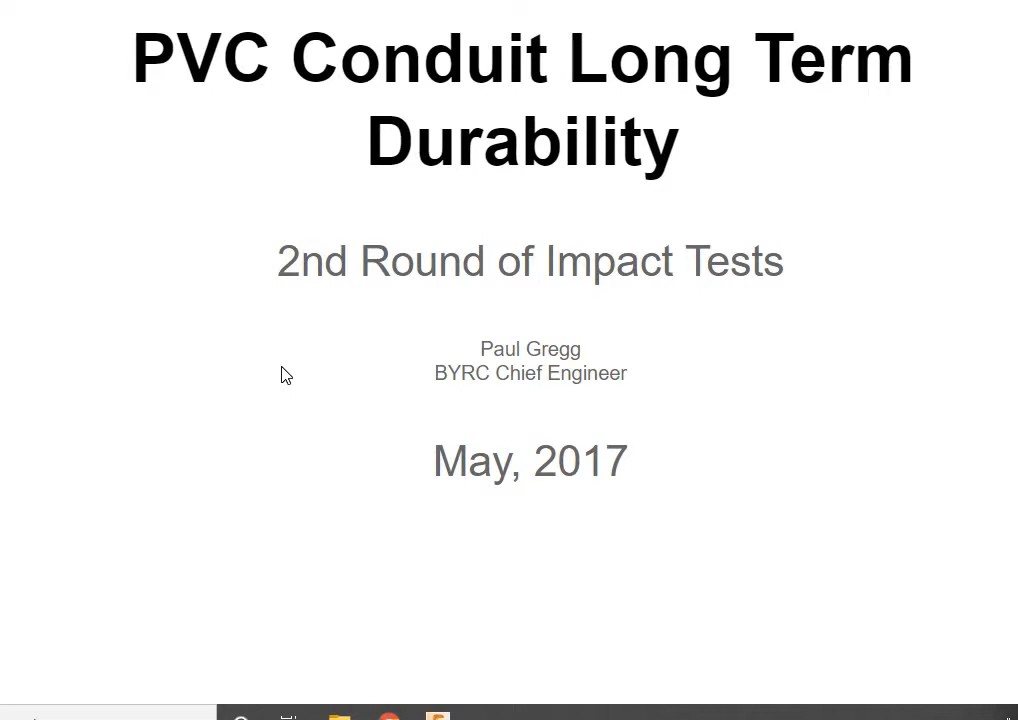 PVC Conduit Long Term
Durability
2nd Round of Impact Tests
Paul Gregg
BYRC Chief Engineer
May, 2017